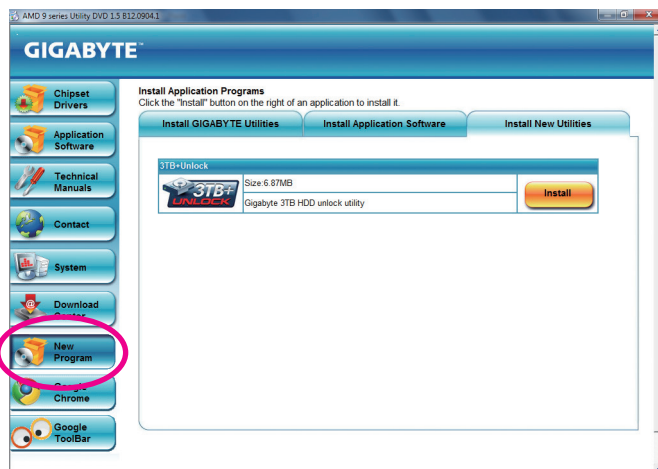 AMD 9 series Utility DVD 1.5 B12.0904.1
GIGABYTE™
Chipset
Drivers
Application
Software
Technical
Manuals
Contact
System
Download
Center
New
Program
Google
Chrome
Google
ToolBar
Install Application Programs
Click the "Install" button on the right of an application to install it.
Install GIGABYTE Utilities
Install Application Software
Install New Utilities
3TB+Unlock
3TB+
UNLOCK
Size:6.87MB
Gigabyte 3TB HDD unlock utility
Install